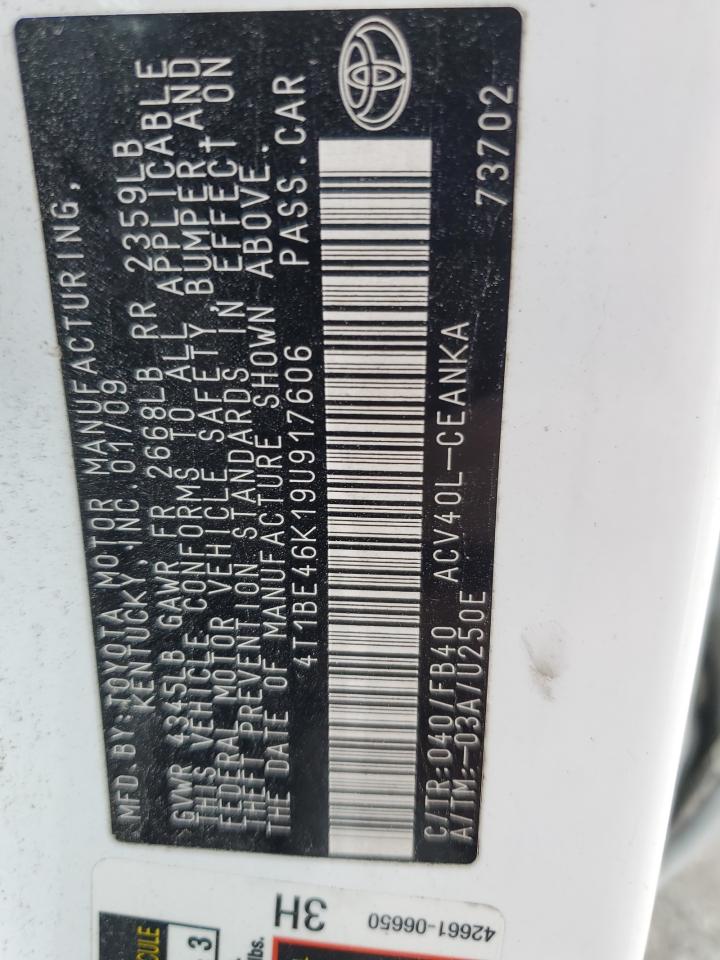 MFD.BY:TOYOTA MOTOR MANUFACTURING,
KENTUCKY,INC.01/09
GVWR 4345LB GAWR FR 2668LB RR 2359LB
THIS VEHICLE CONFORMS TO ALL APPLICABLE
FEDERAL MOTOR VEHICLE SAFETY,BUMPER AND
THEFT PREVENTION STANDARDS IN EFFECT ON
THE DATE OF MANUFACTURE SHOWN ABOVE.
4T1BE46K19U917606 PASS.CAR
C/TR:040/FB40 ACV40L-CEANKA
A/TM:-03A/U250E 73702
3H
42661-06650
lbs.
3